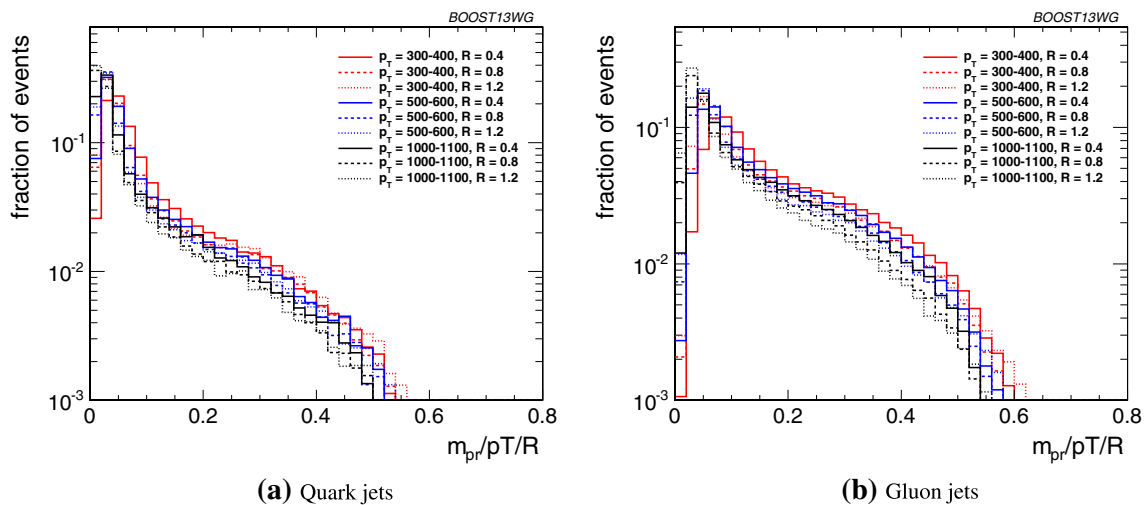 BOOST13WG
fraction of events
p_T = 300-400, R = 0.4
p_T = 300-400, R = 0.8
p_T = 300-400, R = 1.2
p_T = 500-600, R = 0.4
p_T = 500-600, R = 0.8
p_T = 500-600, R = 1.2
p_T = 1000-1100, R = 0.4
p_T = 1000-1100, R = 0.8
p_T = 1000-1100, R = 1.2
10^-1
10^-2
10^-3
0 0.2 0.4 0.6 0.8
m_pr/pT/R
(a) Quark jets
BOOST13WG
fraction of events
p_T = 300-400, R = 0.4
p_T = 300-400, R = 0.8
p_T = 300-400, R = 1.2
p_T = 500-600, R = 0.4
p_T = 500-600, R = 0.8
p_T = 500-600, R = 1.2
p_T = 1000-1100, R = 0.4
p_T = 1000-1100, R = 0.8
p_T = 1000-1100, R = 1.2
10^-1
10^-2
10^-3
0 0.2 0.4 0.6 0.8
m_pr/pT/R
(b) Gluon jets